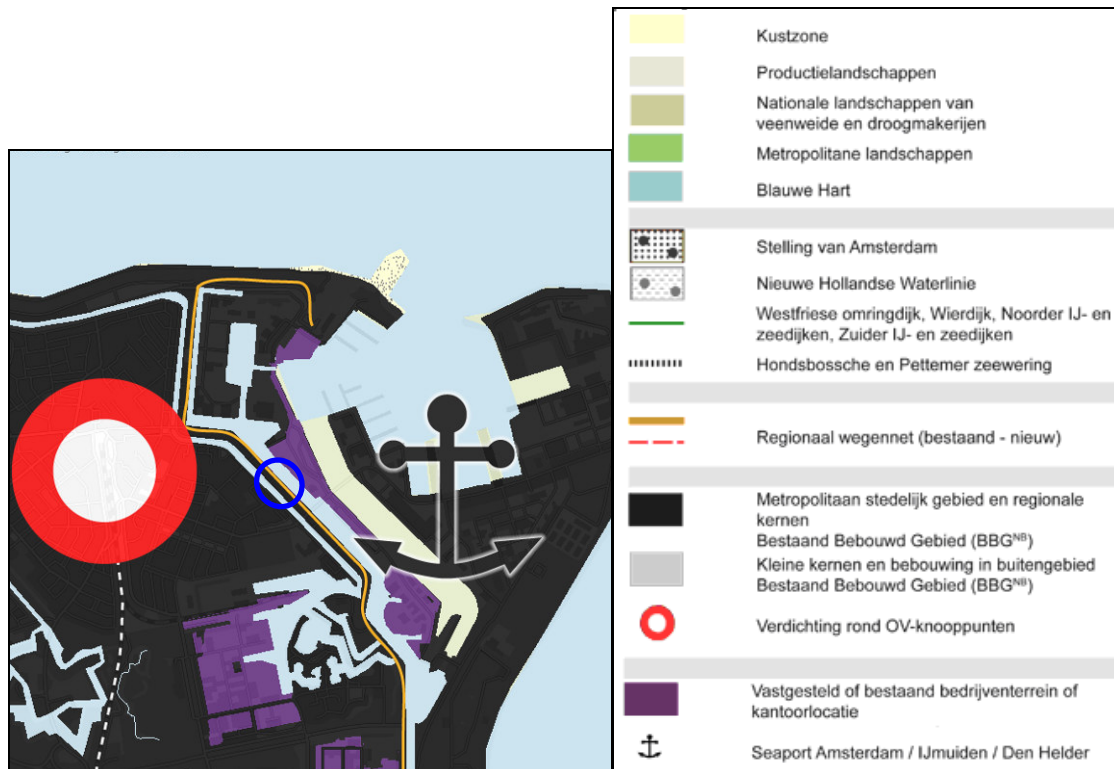 Kustzone
Productielandschappen
Nationale landschappen van
veenweide en droogmakerijen
Metropolitane landschappen
Blauwe Hart
Stelling van Amsterdam
Nieuwe Hollandse Waterlinie
Westfriese omringdijk, Wierdijk, Noorder IJ- en
zeedijken, Zuider IJ- en zeedijken
Hondsbossche en Pettemer zeewering
Regionaal wegennet (bestaand - nieuw)
Metropolitaan stedelijk gebied en regionale
kernen
Bestaand Bebouwd Gebied (BBGᴺᴮ)
Kleine kernen en bebouwing in buitengebied
Bestaand Bebouwd Gebied (BBGᴺᴮ)
Verdichting rond OV-knooppunten
Vastgesteld of bestaand bedrijventerrein of
kantoorlocatie
Seaport Amsterdam / IJmuiden / Den Helder